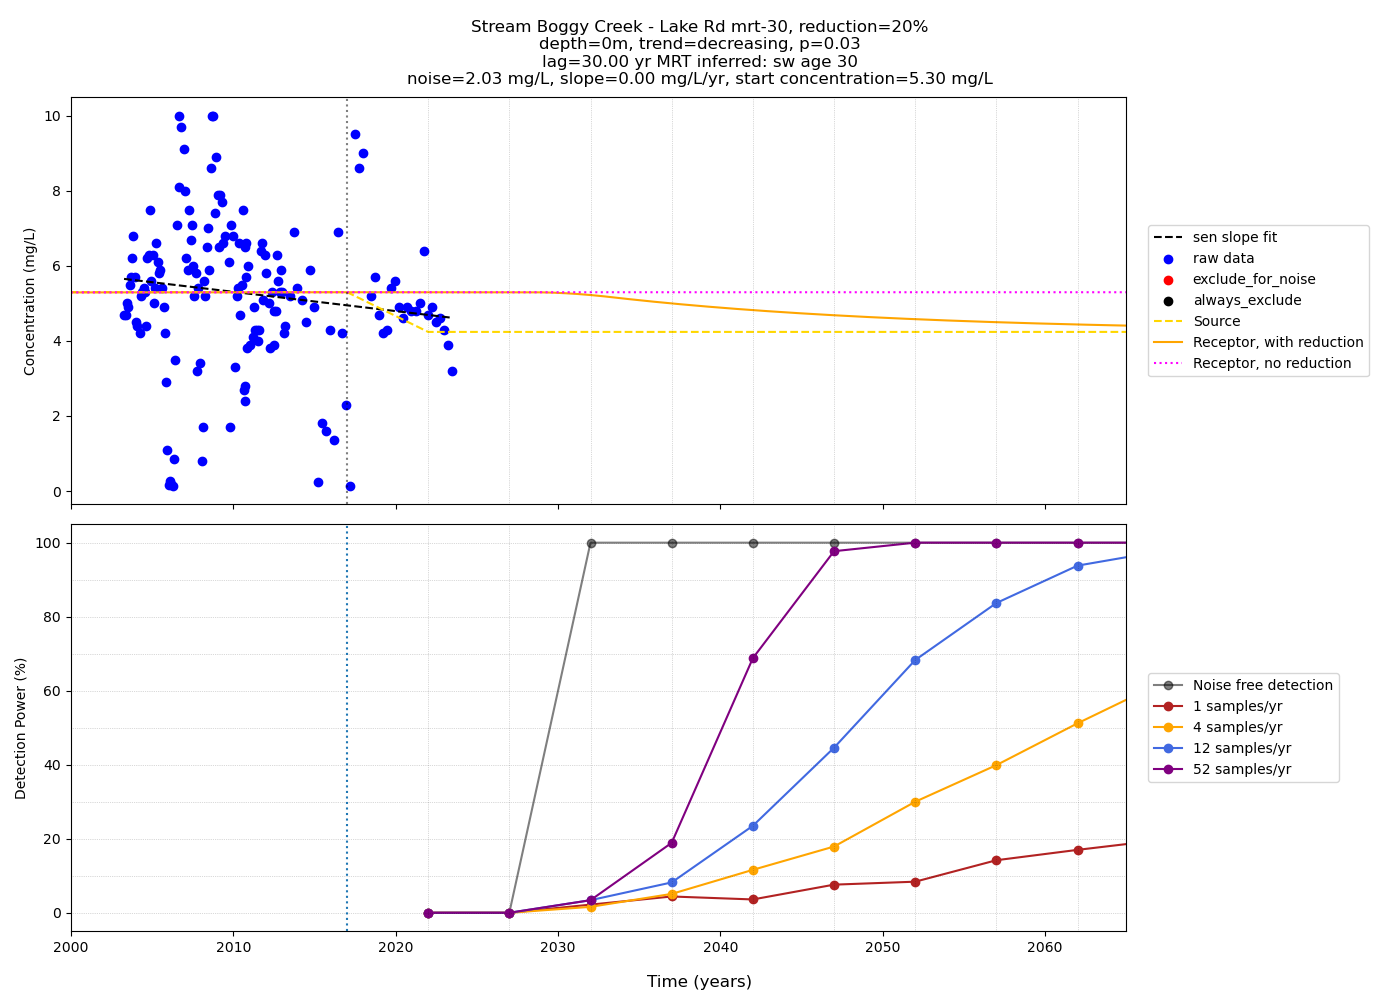 Stream Boggy Creek - Lake Rd mrt-30, reduction=20%
depth=0m, trend=decreasing, p=0.03
lag=30.00 yr MRT inferred: sw age 30
noise=2.03 mg/L, slope=0.00 mg/L/yr, start concentration=5.30 mg/L
Concentration (mg/L)
10
8
6
4
2
0
sen slope fit
raw data
exclude_for_noise
always_exclude
Source
Receptor, with reduction
Receptor, no reduction
Detection Power (%)
100
80
60
40
20
0
Noise free detection
1 samples/yr
4 samples/yr
12 samples/yr
52 samples/yr
2000 2010 2020 2030 2040 2050 2060
Time (years)